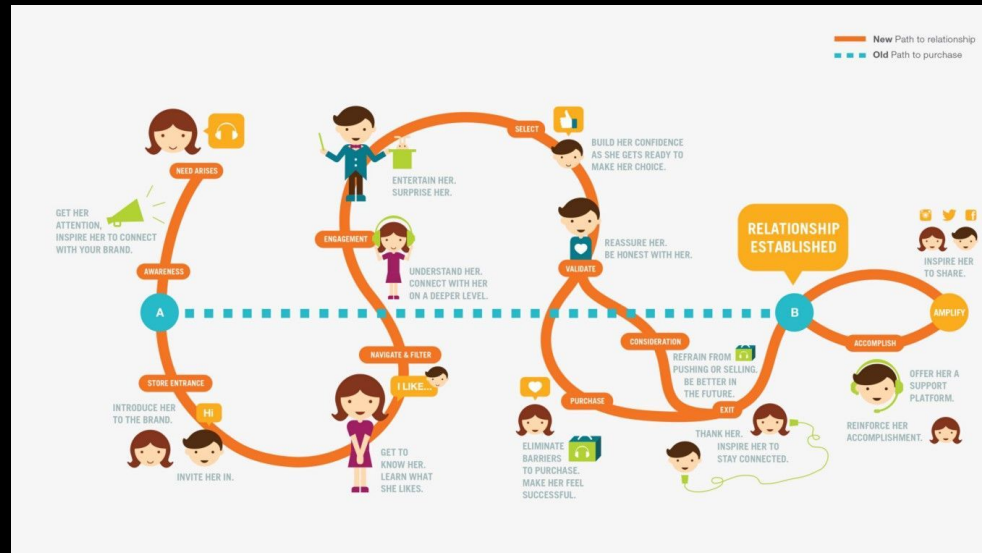 New Path to relationship
Old Path to purchase
NEED ARISES
GET HER
ATTENTION,
INSPIRE HER TO CONNECT
WITH YOUR BRAND.
AWARENESS
A
STORE ENTRANCE
INTRODUCE HER
TO THE BRAND.
Hi
INVITE HER IN.
ENTERTAIN HER.
SURPRISE HER.
ENGAGEMENT
UNDERSTAND HER.
CONNECT WITH HER
ON A DEEPER LEVEL.
NAVIGATE & FILTER
I LIKE...
GET TO
KNOW HER.
LEARN WHAT
SHE LIKES.
SELECT
BUILD HER CONFIDENCE
AS SHE GETS READY TO
MAKE HER CHOICE.
REASSURE HER.
BE HONEST WITH HER.
VALIDATE
CONSIDERATION
REFRAIN FROM
PUSHING OR SELLING.
BE BETTER IN
THE FUTURE.
PURCHASE
ELIMINATE
BARRIERS
TO PURCHASE.
MAKE HER FEEL
SUCCESSFUL.
EXIT
THANK HER.
INSPIRE HER TO
STAY CONNECTED.
RELATIONSHIP
ESTABLISHED
B
INSPIRE HER
TO SHARE.
AMPLIFY
ACCOMPLISH
OFFER HER A
SUPPORT
PLATFORM.
REINFORCE HER
ACCOMPLISHMENT.